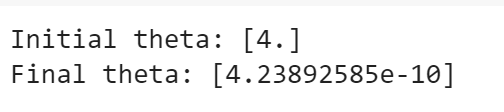 Initial theta: [4.]
Final theta: [4.23892585e-10]